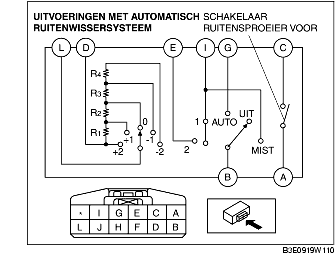 UITVOERINGEN MET AUTOMATISCH SCHAKELAAR
RUITENWISSERSYSTEEM RUITENSPROEIER VOOR
L D E I G C
R4
R3
R2
R1
0
+1 -1
+2 -2
1
2
AUTO UIT
MIST
B A
* I G E C A
L J H F D B
B3E0919W110